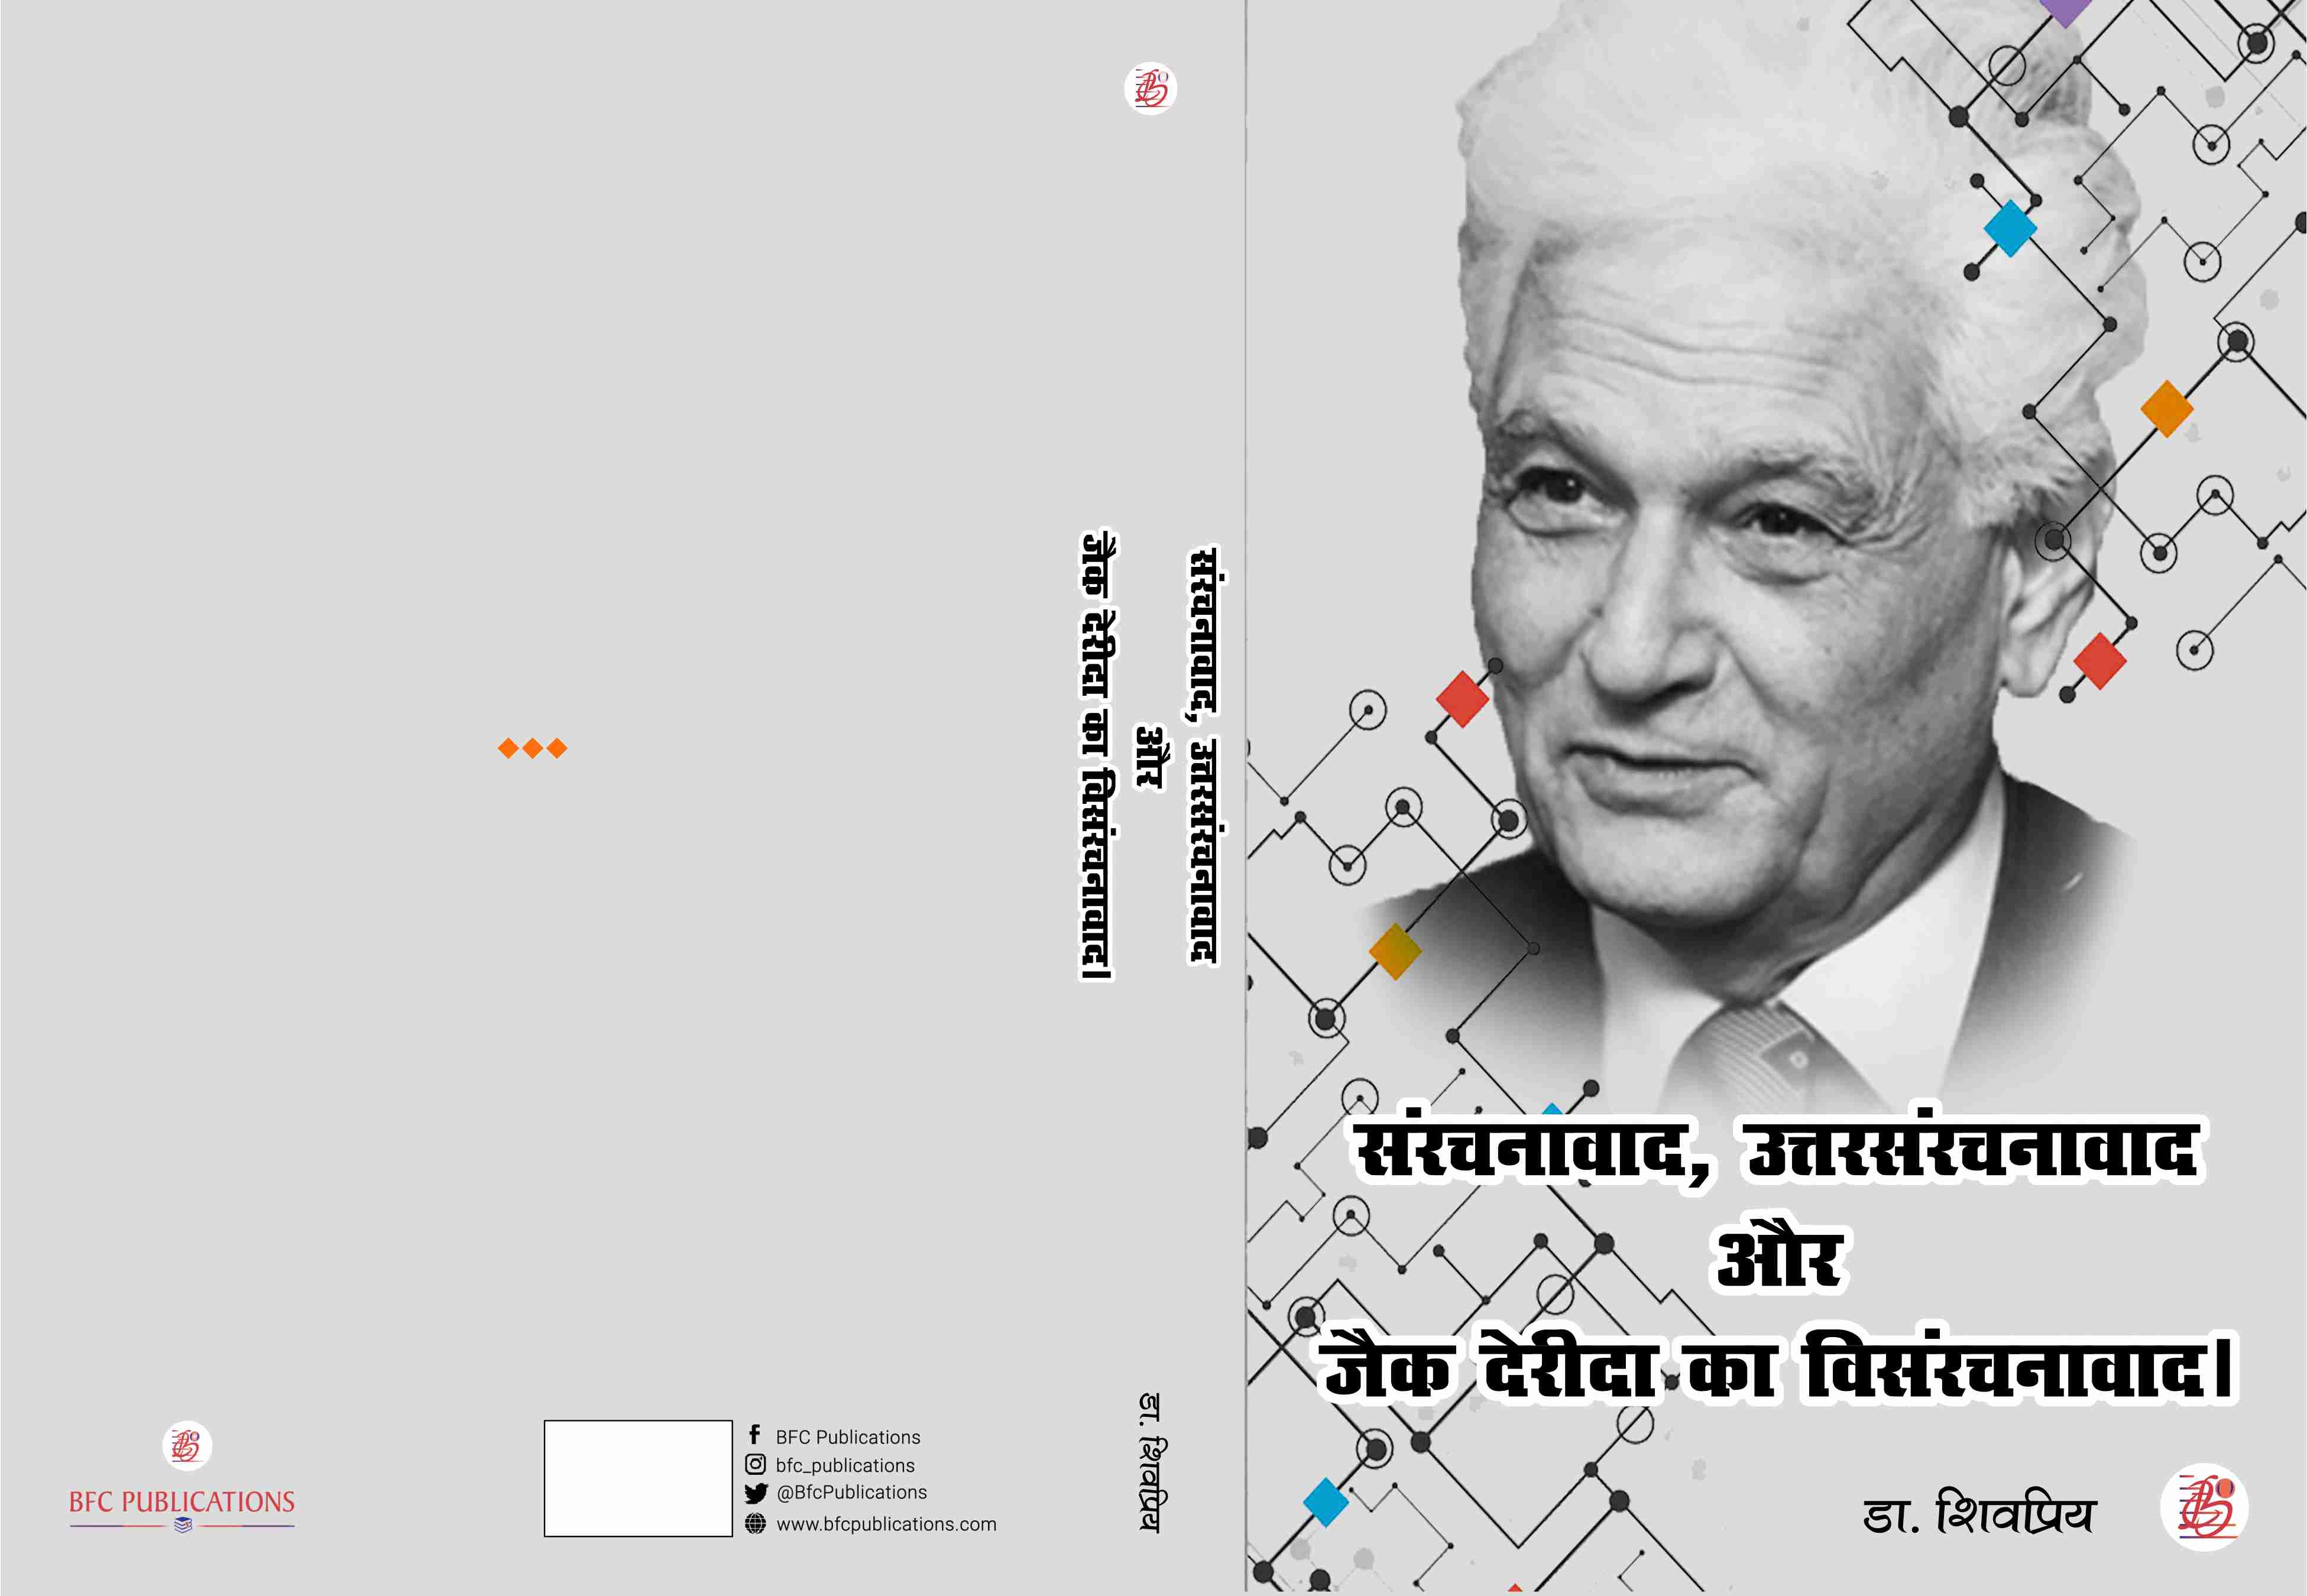 संरचनावाद, उत्तरसंरचनावाद
और
जैक देरीदा का विसंरचनावाद।
डा. शिवप्रिय
संरचनावाद, उत्तरसंरचनावाद
और
जैक देरीदा का विसंरचनावाद।
डा. शिवप्रिय
BFC PUBLICATIONS
BFC Publications
bfc_publications
@BfcPublications
www.bfcpublications.com